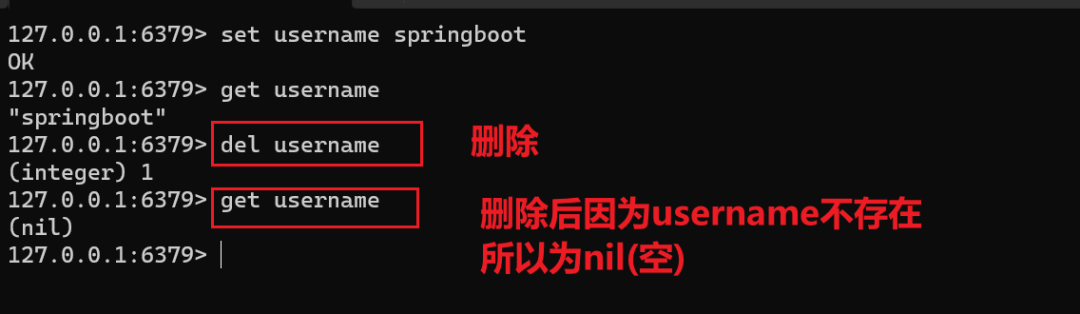 127.0.0.1:6379> set username springboot
OK
127.0.0.1:6379> get username
"springboot"
127.0.0.1:6379> del username
删除
(integer) 1
127.0.0.1:6379> get username
删除后因为username不存在
(nil)
127.0.0.1:6379>
所以为nil(空)